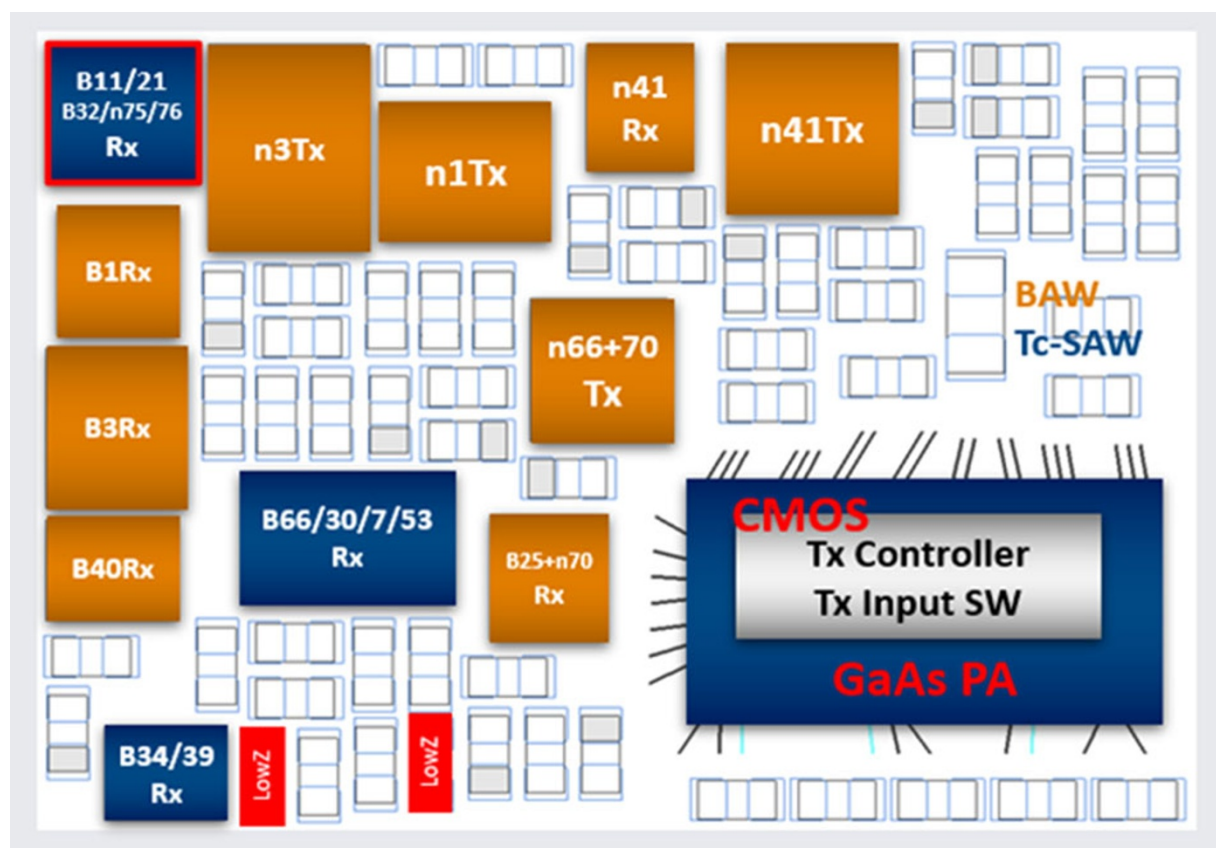 B11/21
B32/n75/76
Rx
n3Tx
n1Tx
n41
Rx
n41Tx
B1Rx
BAW
Tc-SAW
n66+70
Tx
B3Rx
B66/30/7/53
Rx
B25+n70
Rx
B40Rx
CMOS
Tx Controller
Tx Input SW
GaAs PA
B34/39
Rx
LowZ
LowZ